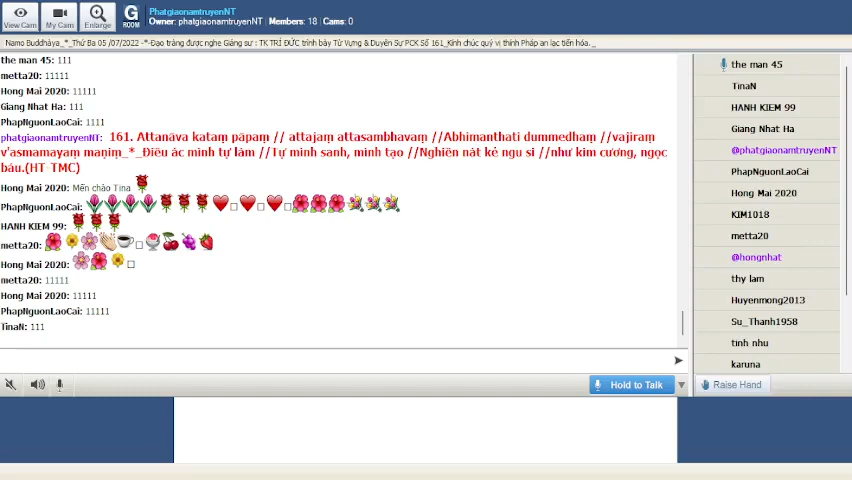 View Cam
My Cam
Enlarge
G
ROOM
PhatgiaonamtruyenNT
Owner: phatgiaonamtruyenNT | Members: 18 | Cams: 0
Namo Buddhàya_*_Thứ Ba 05 /07/2022 -*-Đạo tràng được nghe Giảng sư : TK TRÍ ĐỨC trình bày Từ Vựng & Duyên Sự PCK Số 161_Kính chúc quý vị thính Pháp an lạc tiến hóa. _
the man 45: 111
metta20: 11111
Hong Mai 2020: 11111
Giang Nhat Ha: 111
PhapNguonLaoCai: 1111
phatgiaonamtruyenNT: 161. Attanāva kataṃ pāpaṃ // attajaṃ attasambhavaṃ //Abhimanthati dummedhaṃ //vajiraṃ
v'asmamayaṃ maṇiṃ_*_Điều ác mình tự làm //Tự mình sanh, mình tạo //Nghiền nát kẻ ngu si //như kim cương, ngọc
báu.(HT-TMC)
Hong Mai 2020: Mến chào Tina
PhapNguonLaoCai:
HANH KIEM 99:
metta20:
Hong Mai 2020:
metta20: 11111
Hong Mai 2020: 11111
PhapNguonLaoCai: 11111
TinaN: 111
Hold to Talk
the man 45
TinaN
HANH KIEM 99
Giang Nhat Ha
@phatgiaonamtruyenNT
PhapNguonLaoCai
Hong Mai 2020
KIM1018
metta20
@hongnhat
thy lam
Huyenmong2013
Su_Thanh1958
tinh nhu
karuna
Raise Hand